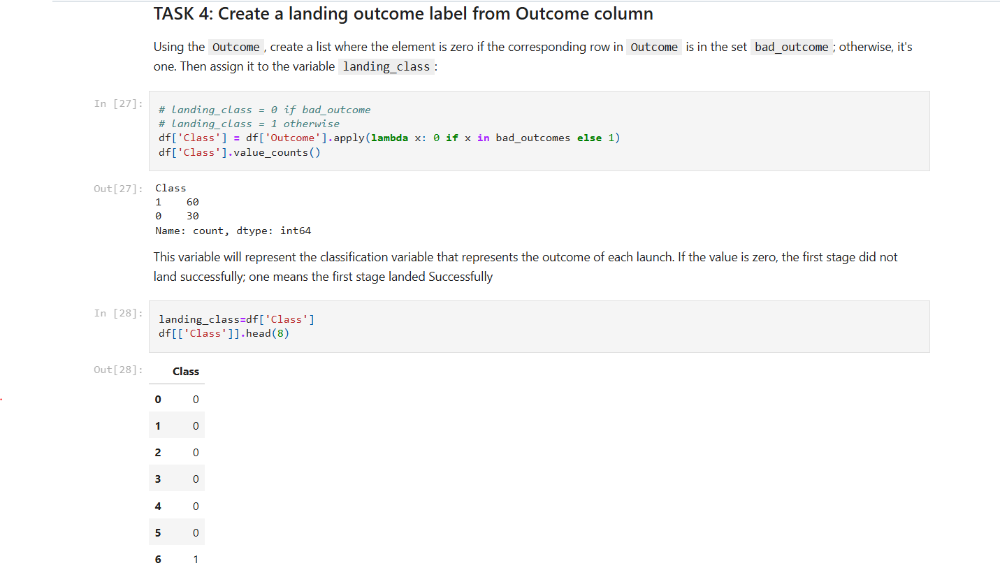 TASK 4: Create a landing outcome label from Outcome column
Using the Outcome , create a list where the element is zero if the corresponding row in Outcome is in the set bad_outcome ; otherwise, it's
one. Then assign it to the variable landing_class :
In [27]:
# landing_class = 0 if bad_outcome
# landing_class = 1 otherwise
df['Class'] = df['Outcome'].apply(lambda x: 0 if x in bad_outcomes else 1)
df['Class'].value_counts()
Out[27]:
Class
1    60
0    30
Name: count, dtype: int64
This variable will represent the classification variable that represents the outcome of each launch. If the value is zero, the first stage did not
land successfully; one means the first stage landed Successfully
In [28]:
landing_class=df['Class']
df[['Class']].head(8)
Out[28]:
Class
0 0
1 0
2 0
3 0
4 0
5 0
6 1